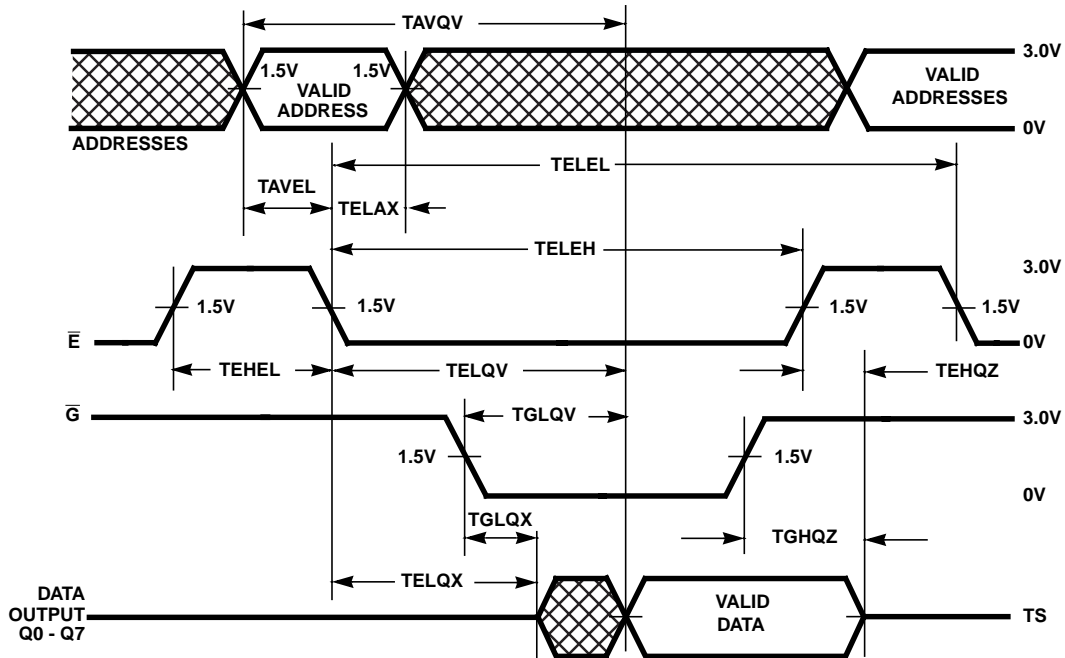 TAVQV
3.0V
1.5V
1.5V
VALID
ADDRESS
VALID
ADDRESSES
0V
ADDRESSES
TELEL
TAVEL
TELAX
TELEH
3.0V
1.5V
1.5V
1.5V
1.5V
E̅
0V
TEHEL
TELQV
TEHQZ
G̅
TGLQV
3.0V
1.5V
1.5V
0V
TGLQX
TGHQZ
TELQX
DATA
OUTPUT
Q0 - Q7
VALID
DATA
TS